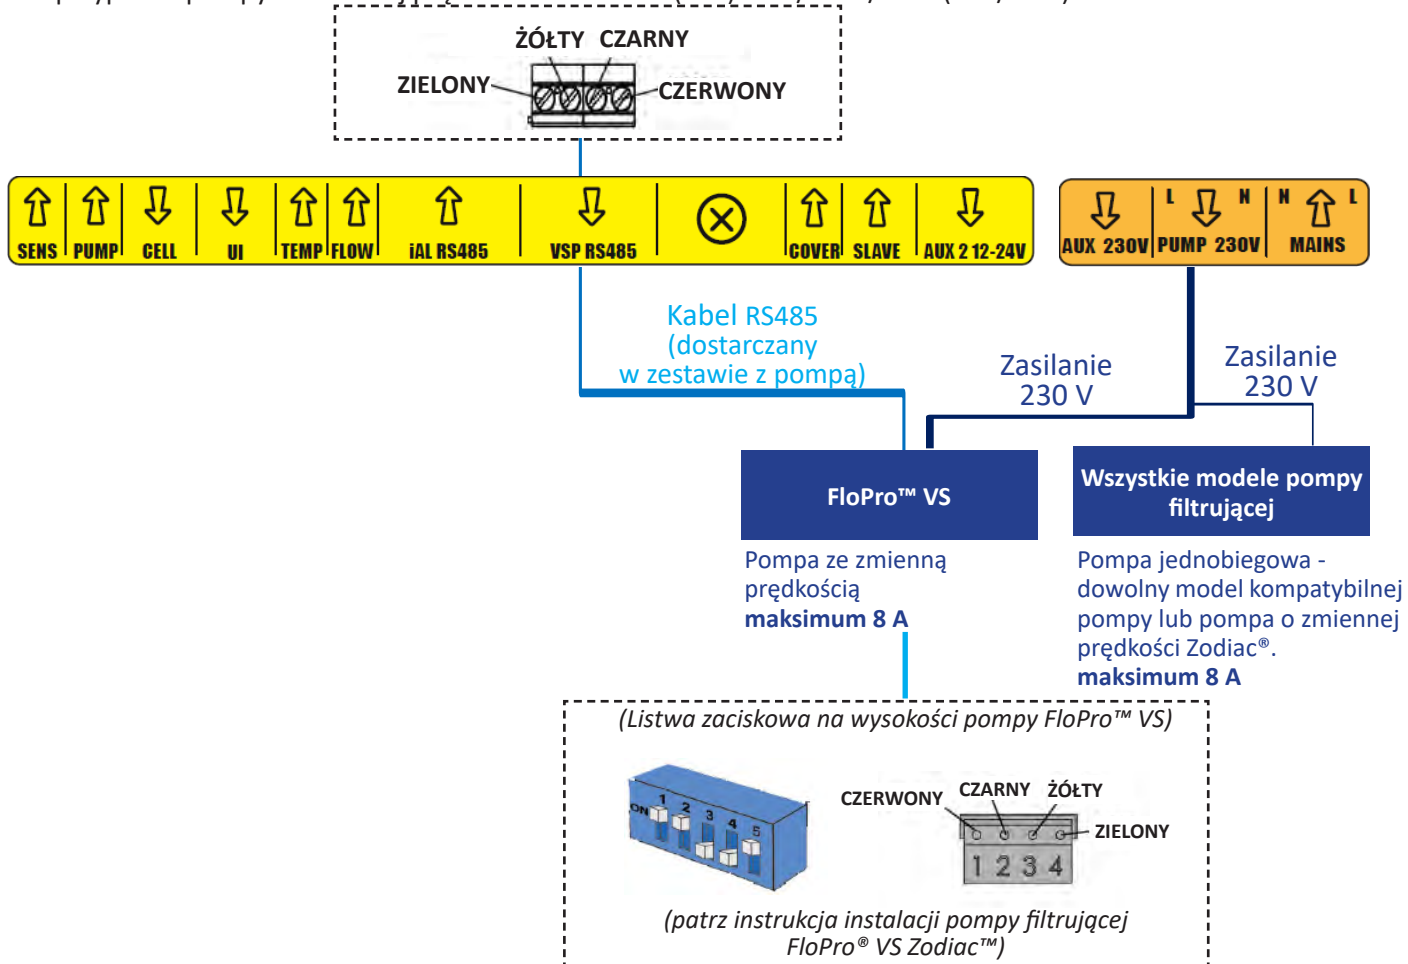 ŻÓŁTY CZARNY
ZIELONY
CZERWONY
SENS PUMP CELL UI TEMP FLOW iAL RS485 VSP RS485 COVER SLAVE AUX 2 12-24V
L N N L
AUX 230V PUMP 230V MAINS
Kabel RS485
(dostarczany
w zestawie z pompą)
Zasilanie
230 V
Zasilanie
230 V
FloPro™ VS
Wszystkie modele pompy
filtrującej
Pompa ze zmienną
prędkością
maksimum 8 A
Pompa jednobiegowa -
dowolny model kompatybilnej
pompy lub pompa o zmiennej
prędkości Zodiac®.
maksimum 8 A
(Listwa zaciskowa na wysokości pompy FloPro™ VS)
ON 1 2 3 4 5
CZERWONY CZARNY ŻÓŁTY
ZIELONY
1 2 3 4
(patrz instrukcja instalacji pompy filtrującej
FloPro® VS Zodiac™)